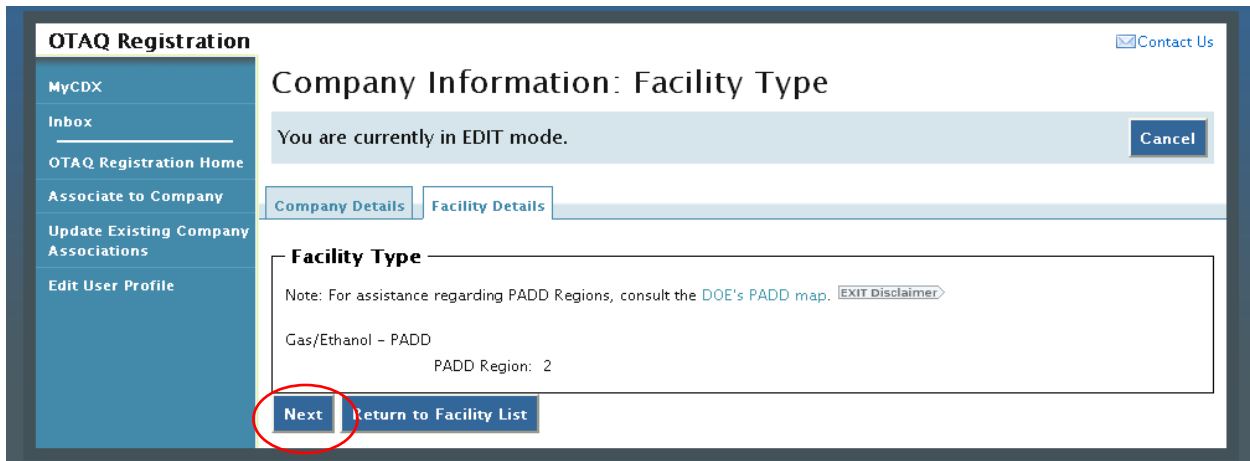 OTAQ Registration
Contact Us
MyCDX
Inbox
OTAQ Registration Home
Associate to Company
Update Existing Company
Associations
Edit User Profile
Company Information: Facility Type
You are currently in EDIT mode.
Cancel
Company Details
Facility Details
Facility Type
Note: For assistance regarding PADD Regions, consult the DOE's PADD map. EXIT Disclaimer
Gas/Ethanol – PADD
PADD Region: 2
Next
Return to Facility List